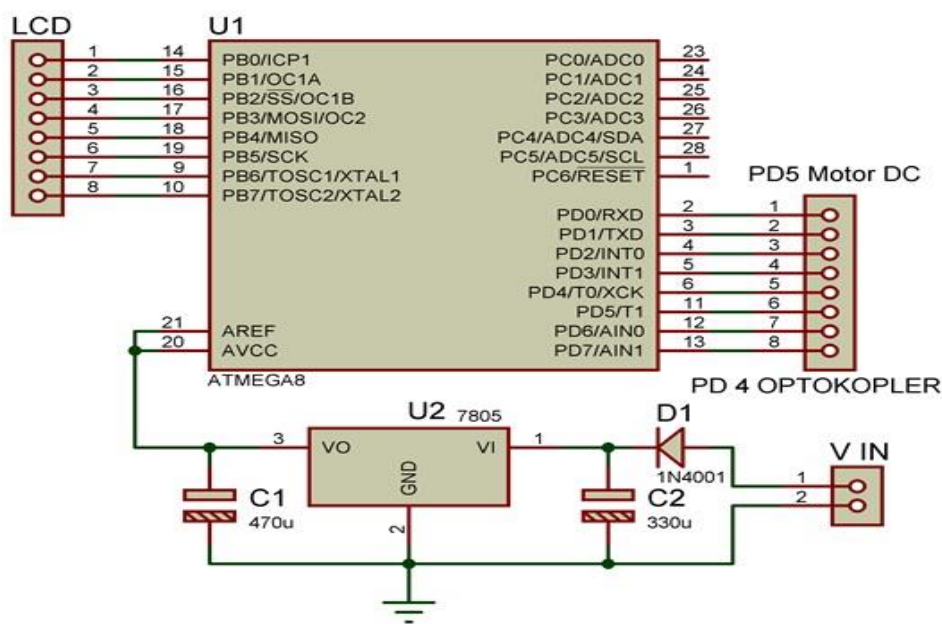 LCD
U1
1 14 PB0/ICP1 PC0/ADC0 23
2 15 PB1/OC1A PC1/ADC1 24
3 16 PB2/SS/OC1B PC2/ADC2 25
4 17 PB3/MOSI/OC2 PC3/ADC3 26
5 18 PB4/MISO PC4/ADC4/SDA 27
6 19 PB5/SCK PC5/ADC5/SCL 28
7 9 PB6/TOSC1/XTAL1 PC6/RESET 1
8 10 PB7/TOSC2/XTAL2
PD5 Motor DC
PD0/RXD 2 1
PD1/TXD 3 2
PD2/INT0 4 3
PD3/INT1 5 4
PD4/T0/XCK 6 5
PD5/T1 11 6
21 AREF PD6/AIN0 12 7
20 AVCC PD7/AIN1 13 8
ATMEGA8
PD 4 OPTOKOPLER
U2 7805
D1
3 VO VI 1
1N4001
V IN
1
2
GND
2
C1
470u
C2
330u